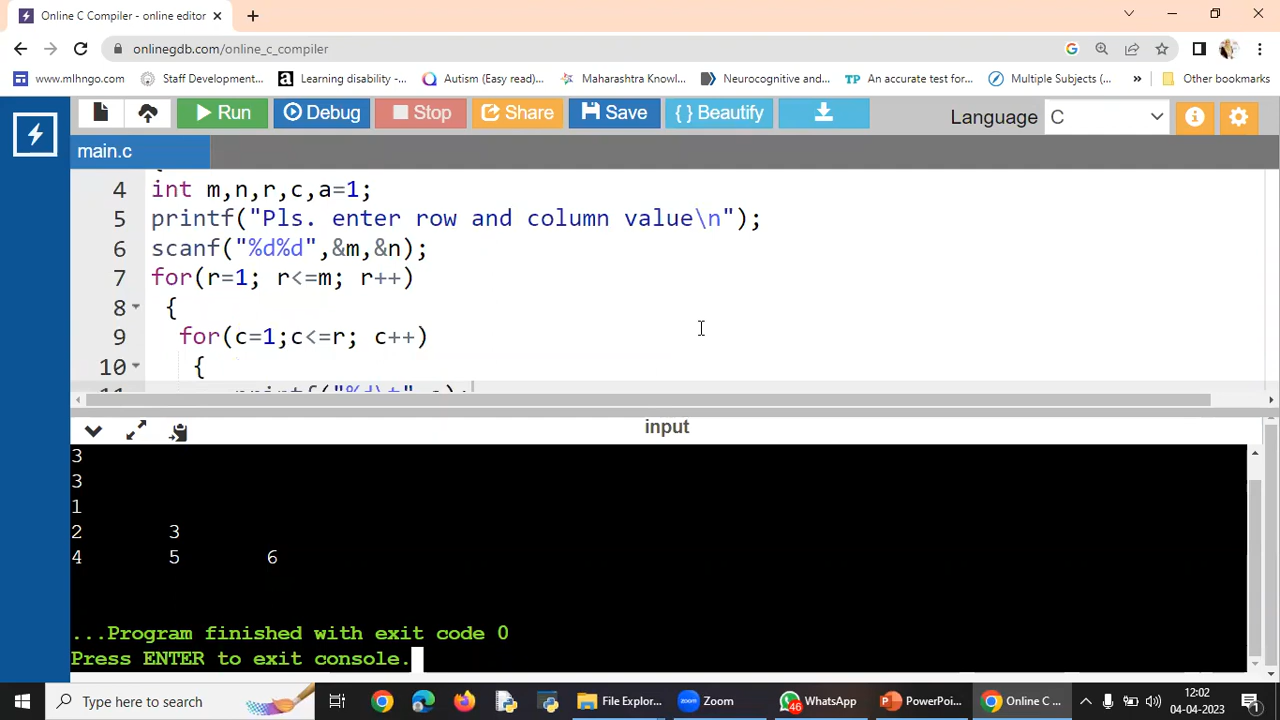 Online C Compiler - online editor
onlinegdb.com/online_c_compiler
www.mlhngo.com Staff Development... Learning disability -... Autism (Easy read)... Maharashtra Knowl... Neurocognitive and... An accurate test for... Multiple Subjects (... » Other bookmarks
Run Debug Stop Share Save { } Beautify Language C
main.c
4 int m,n,r,c,a=1;
5 printf("Pls. enter row and column value\n");
6 scanf("%d%d",&m,&n);
7 for(r=1; r<=m; r++)
8 {
9 for(c=1;c<=r; c++)
10 {
input
3
3
1
2 3
4 5 6
...Program finished with exit code 0
Press ENTER to exit console.
Type here to search File Explor... Zoom 46 WhatsApp PowerPoi... Online C ... 12:02
04-04-2023 1